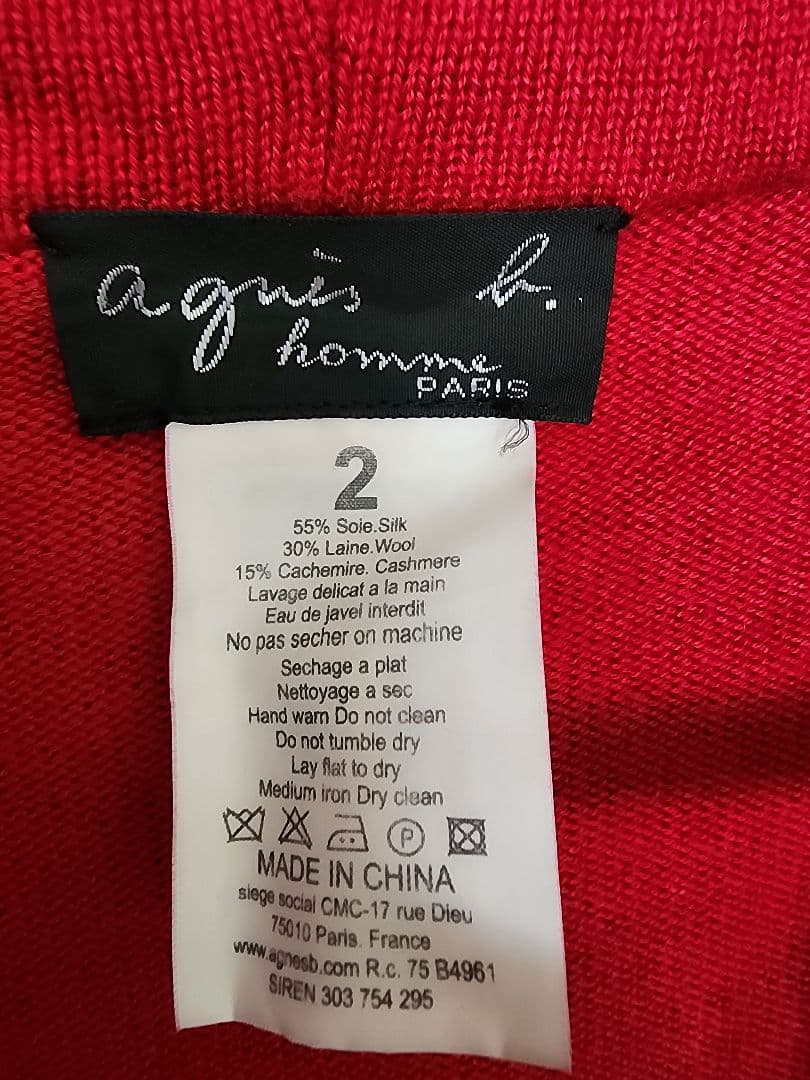 agnès b.
homme
PARIS
2
55% Soie.Silk
30% Laine.Wool
15% Cachemire. Cashmere
Lavage delicat a la main
Eau de javel interdit
No pas secher on machine
Sechage a plat
Nettoyage a sec
Hand warn Do not clean
Do not tumble dry
Lay flat to dry
Medium iron Dry clean
P
MADE IN CHINA
siege social CMC-17 rue Dieu
75010 Paris. France
www.agnesb.com R.c. 75 B4961
SIREN 303 754 295